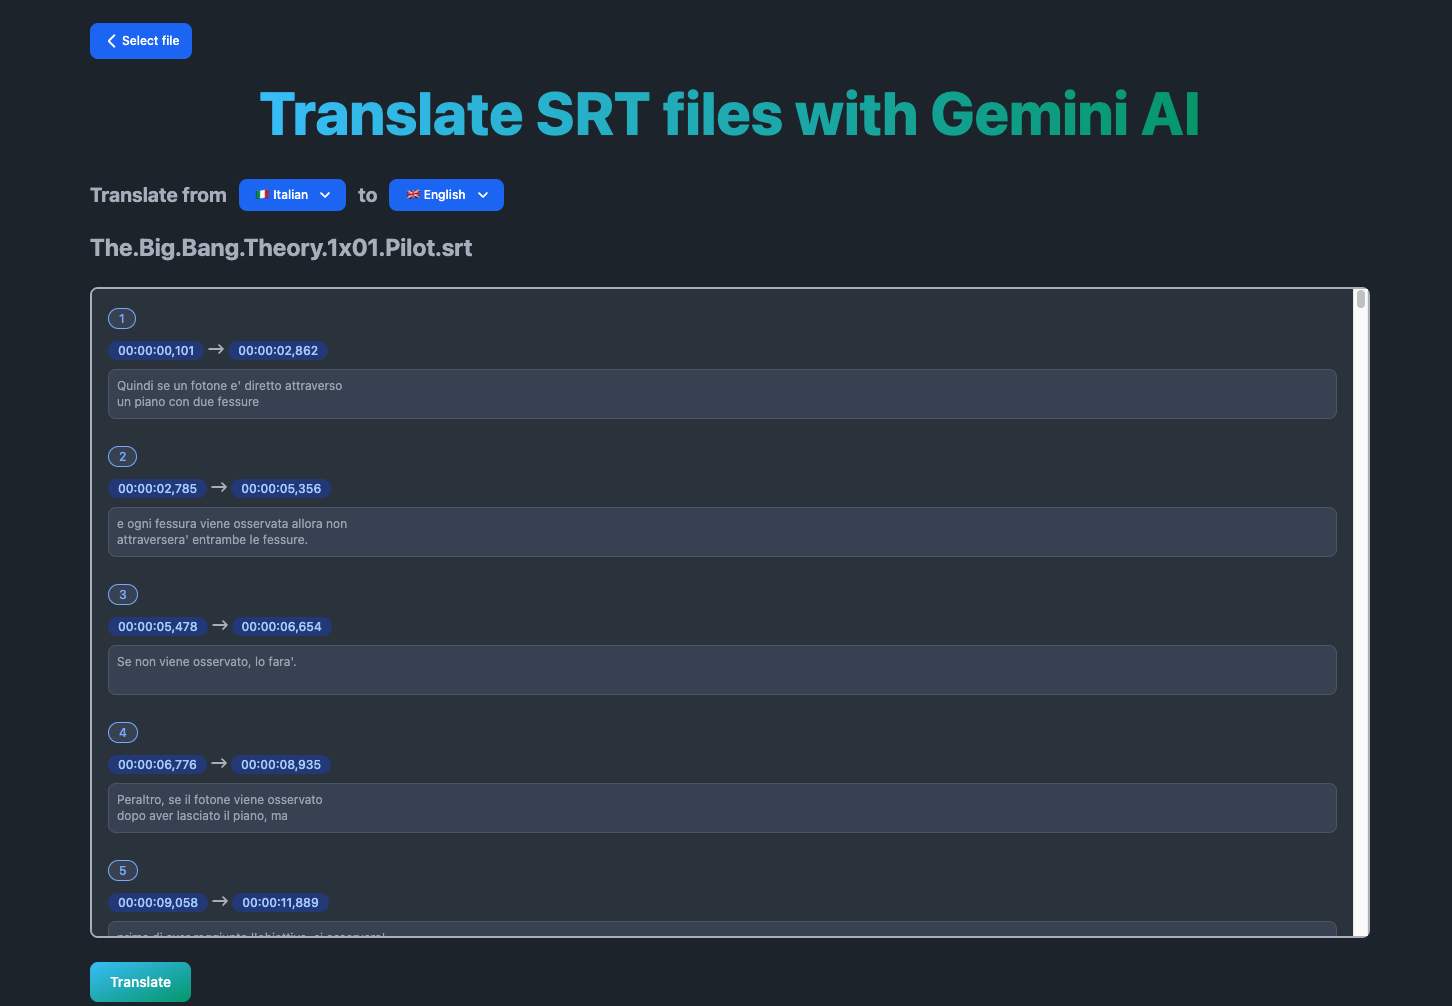 Select file
Translate SRT files with Gemini AI
Translate from Italian to English
The.Big.Bang.Theory.1x01.Pilot.srt
1
00:00:00,101 → 00:00:02,862
Quindi se un fotone e' diretto attraverso
un piano con due fessure
2
00:00:02,785 → 00:00:05,356
e ogni fessura viene osservata allora non
attraversera' entrambe le fessure.
3
00:00:05,478 → 00:00:06,654
Se non viene osservato, lo fara'.
4
00:00:06,776 → 00:00:08,935
Peraltro, se il fotone viene osservato
dopo aver lasciato il piano, ma
5
00:00:09,058 → 00:00:11,889
Translate